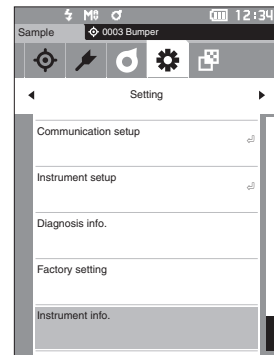 M 12:34
Sample 0003 Bumper
Setting
Communication setup
Instrument setup
Diagnosis info.
Factory setting
Instrument info.